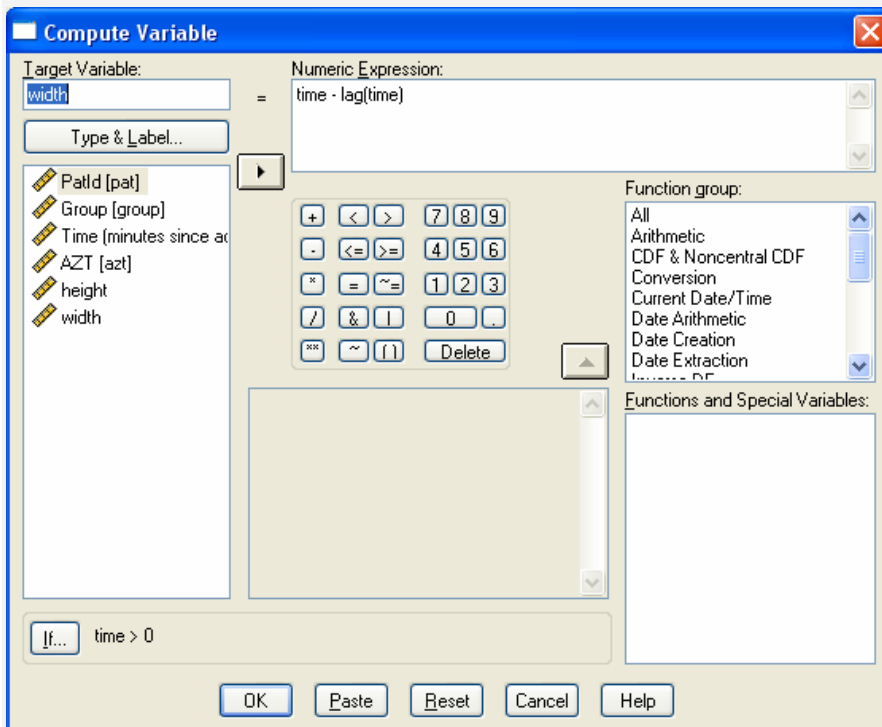 Compute Variable
Target Variable:
width
=
Numeric Expression:
time - lag(time)
Type & Label...
PatId [pat]
Group [group]
Time (minutes since
AZT [azt]
height
width
+ < > 7 8 9
- <= >= 4 5 6
* = ~= 1 2 3
/ & | 0 .
** ~ ( ) Delete
Function group:
All
Arithmetic
CDF & Noncentral CDF
Conversion
Current Date/Time
Date Arithmetic
Date Creation
Date Extraction
Functions and Special Variables:
If...
time > 0
OK
Paste
Reset
Cancel
Help